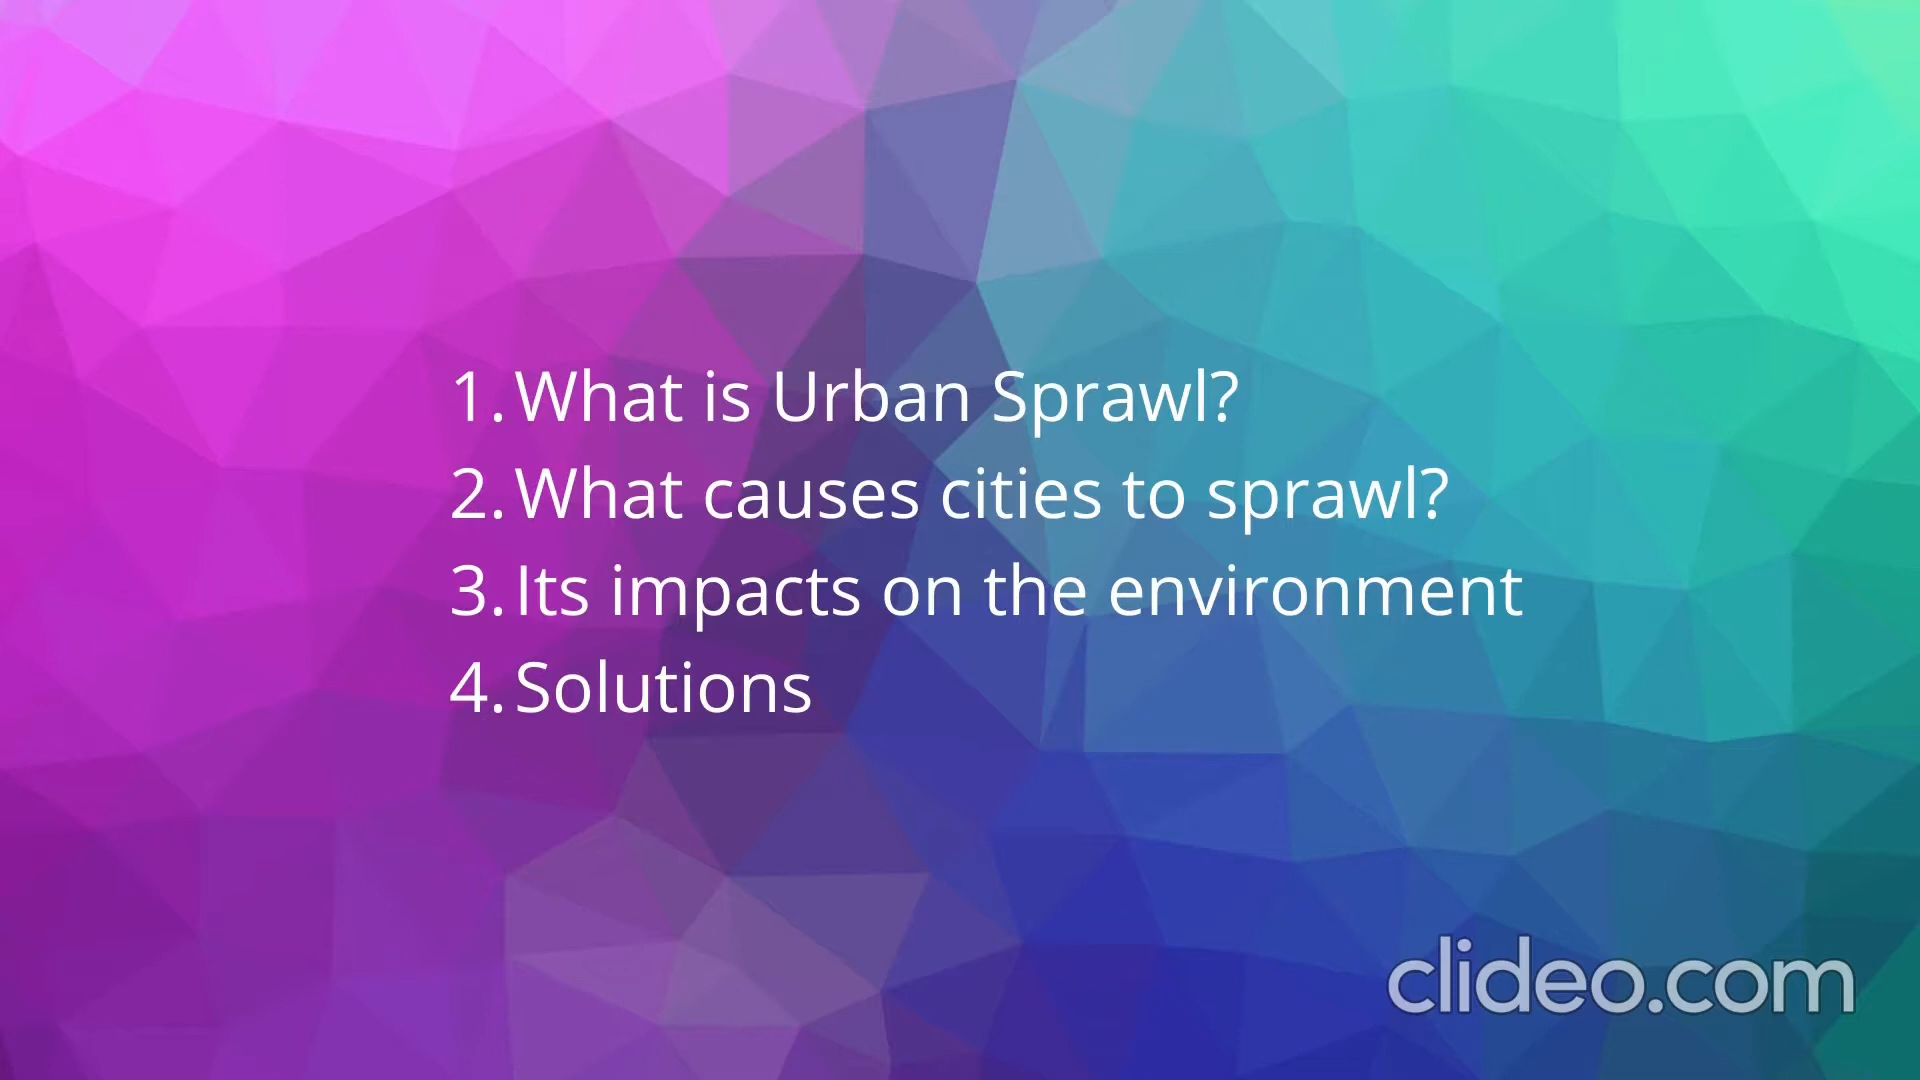 1. What is Urban Sprawl?
2. What causes cities to sprawl?
3. Its impacts on the environment
4. Solutions
clideo.com